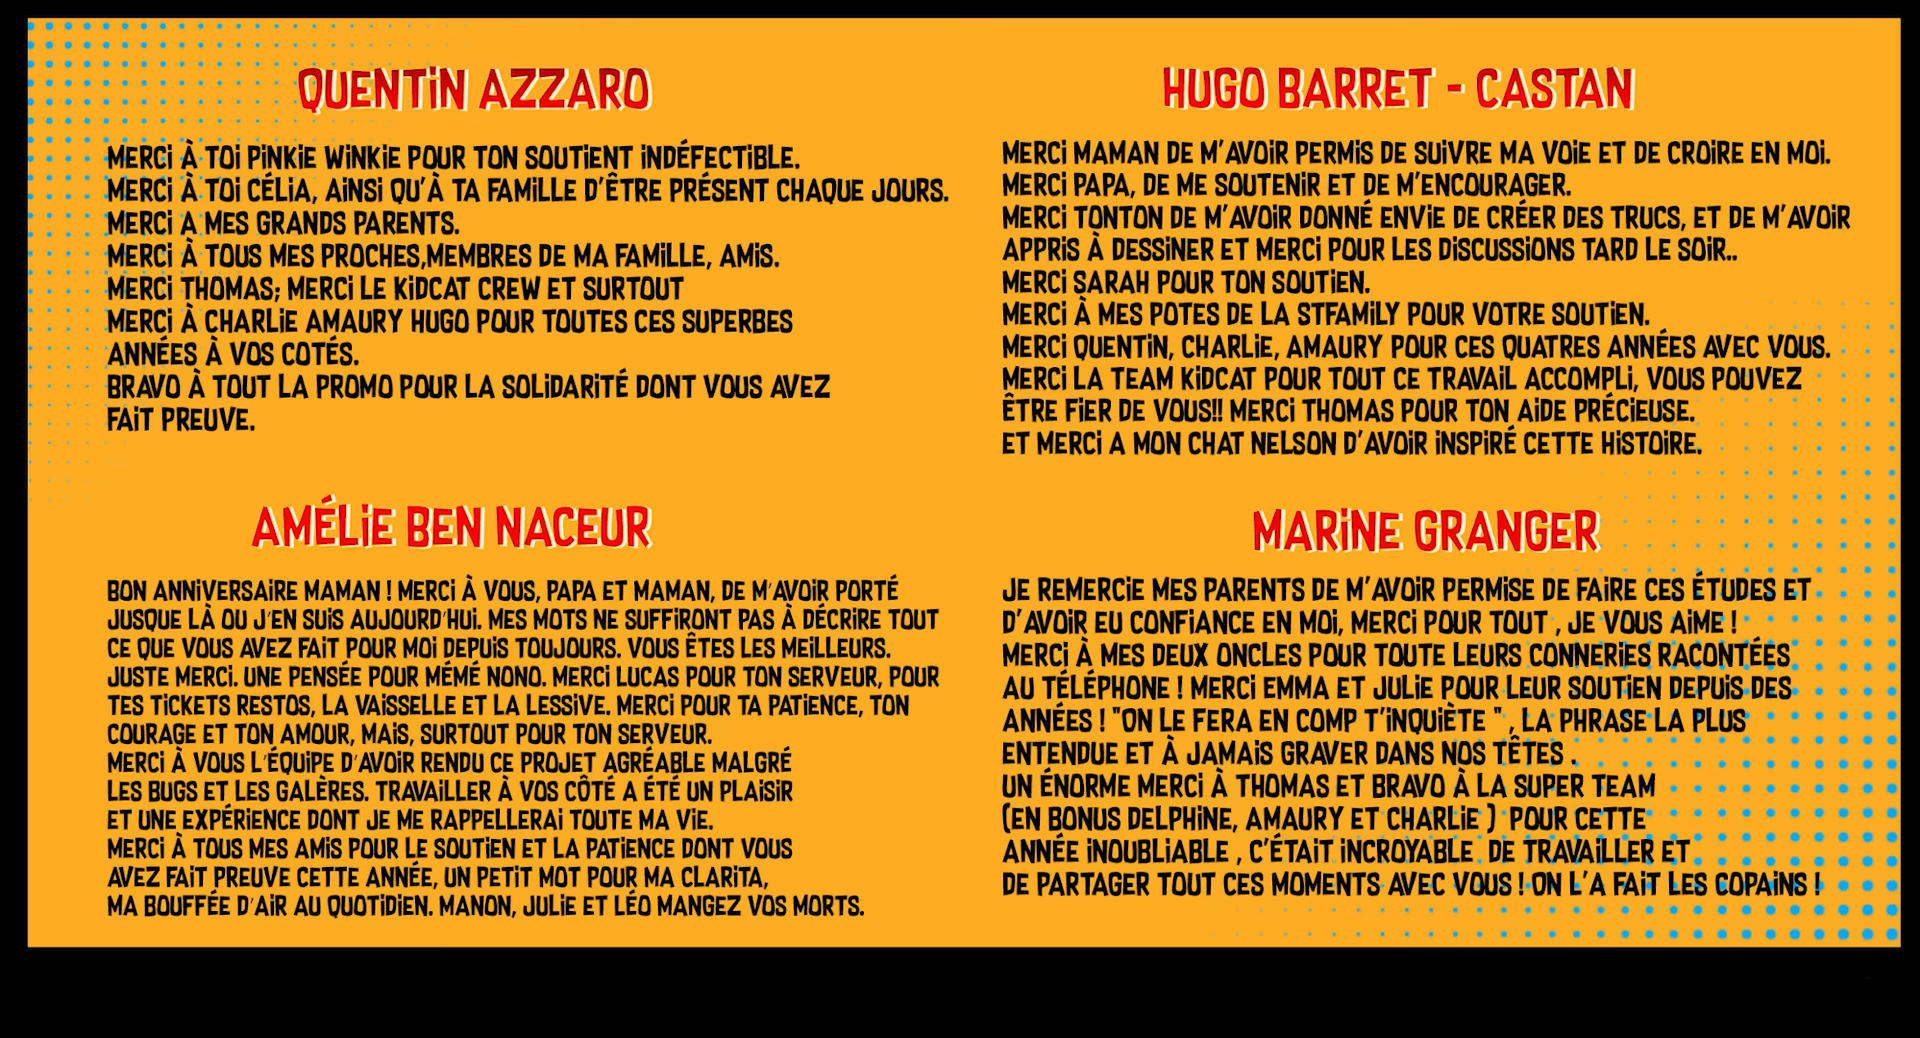 QUENTIN AZZARO
MERCI À TOI PINKIE WINKIE POUR TON SOUTIENT INDÉFECTIBLE.
MERCI À TOI CÉLIA, AINSI QU'À TA FAMILLE D'ÊTRE PRÉSENT CHAQUE JOURS.
MERCI A MES GRANDS PARENTS.
MERCI À TOUS MES PROCHES,MEMBRES DE MA FAMILLE, AMIS.
MERCI THOMAS; MERCI LE KIDCAT CREW ET SURTOUT
MERCI À CHARLIE AMAURY HUGO POUR TOUTES CES SUPERBES
ANNÉES À VOS COTÉS.
BRAVO À TOUT LA PROMO POUR LA SOLIDARITÉ DONT VOUS AVEZ
FAIT PREUVE.
HUGO BARRET - CASTAN
MERCI MAMAN DE M'AVOIR PERMIS DE SUIVRE MA VOIE ET DE CROIRE EN MOI.
MERCI PAPA, DE ME SOUTENIR ET DE M'ENCOURAGER.
MERCI TONTON DE M'AVOIR DONNÉ ENVIE DE CRÉER DES TRUCS, ET DE M'AVOIR
APPRIS À DESSINER ET MERCI POUR LES DISCUSSIONS TARD LE SOIR..
MERCI SARAH POUR TON SOUTIEN.
MERCI À MES POTES DE LA STFAMILY POUR VOTRE SOUTIEN.
MERCI QUENTIN, CHARLIE, AMAURY POUR CES QUATRES ANNÉES AVEC VOUS.
MERCI LA TEAM KIDCAT POUR TOUT CE TRAVAIL ACCOMPLI, VOUS POUVEZ
ÊTRE FIER DE VOUS!! MERCI THOMAS POUR TON AIDE PRÉCIEUSE.
ET MERCI A MON CHAT NELSON D'AVOIR INSPIRÉ CETTE HISTOIRE.
AMÉLIE BEN NACEUR
BON ANNIVERSAIRE MAMAN ! MERCI À VOUS, PAPA ET MAMAN, DE M'AVOIR PORTÉ
JUSQUE LÀ OU J'EN SUIS AUJOURD'HUI. MES MOTS NE SUFFIRONT PAS À DÉCRIRE TOUT
CE QUE VOUS AVEZ FAIT POUR MOI DEPUIS TOUJOURS. VOUS ÊTES LES MEILLEURS.
JUSTE MERCI. UNE PENSÉE POUR MÉMÉ NONO. MERCI LUCAS POUR TON SERVEUR, POUR
TES TICKETS RESTOS, LA VAISSELLE ET LA LESSIVE. MERCI POUR TA PATIENCE, TON
COURAGE ET TON AMOUR, MAIS, SURTOUT POUR TON SERVEUR.
MERCI À VOUS L'ÉQUIPE D'AVOIR RENDU CE PROJET AGRÉABLE MALGRÉ
LES BUGS ET LES GALÈRES. TRAVAILLER À VOS CÔTÉ A ÉTÉ UN PLAISIR
ET UNE EXPÉRIENCE DONT JE ME RAPPELLERAI TOUTE MA VIE.
MERCI À TOUS MES AMIS POUR LE SOUTIEN ET LA PATIENCE DONT VOUS
AVEZ FAIT PREUVE CETTE ANNÉE, UN PETIT MOT POUR MA CLARITA,
MA BOUFFÉE D'AIR AU QUOTIDIEN. MANON, JULIE ET LÉO MANGEZ VOS MORTS.
MARINE GRANGER
JE REMERCIE MES PARENTS DE M'AVOIR PERMISE DE FAIRE CES ÉTUDES ET
D'AVOIR EU CONFIANCE EN MOI, MERCI POUR TOUT , JE VOUS AIME !
MERCI À MES DEUX ONCLES POUR TOUTE LEURS CONNERIES RACONTÉES
AU TÉLÉPHONE ! MERCI EMMA ET JULIE POUR LEUR SOUTIEN DEPUIS DES
ANNÉES ! "ON LE FERA EN COMP T'INQUIÈTE " , LA PHRASE LA PLUS
ENTENDUE ET À JAMAIS GRAVER DANS NOS TÊTES .
UN ÉNORME MERCI À THOMAS ET BRAVO À LA SUPER TEAM
(EN BONUS DELPHINE, AMAURY ET CHARLIE ) POUR CETTE
ANNÉE INOUBLIABLE , C'ÉTAIT INCROYABLE DE TRAVAILLER ET
DE PARTAGER TOUT CES MOMENTS AVEC VOUS ! ON L'A FAIT LES COPAINS !